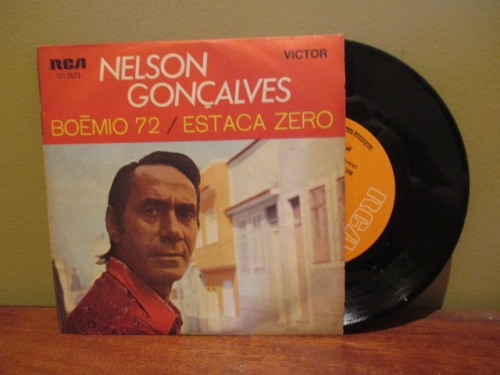 RCA
VICTOR
NELSON
GONÇALVES
BOÊMIO 72 / ESTACA ZERO
RCA